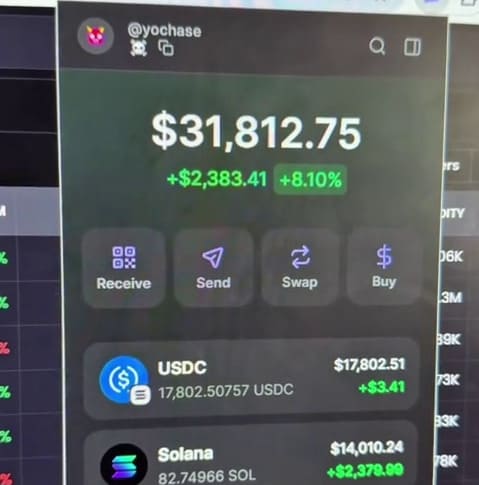 @yochase
$31,812.75
+$2,383.41 +8.10%
Receive Send Swap Buy
USDC $17,802.51
17,802.50757 USDC +$3.41
Solana $14,010.24
82.74966 SOL +$2,379.99
M
%
%
%
%
%
%
ers
DITY
06K
.3M
39K
73K
33K
78K